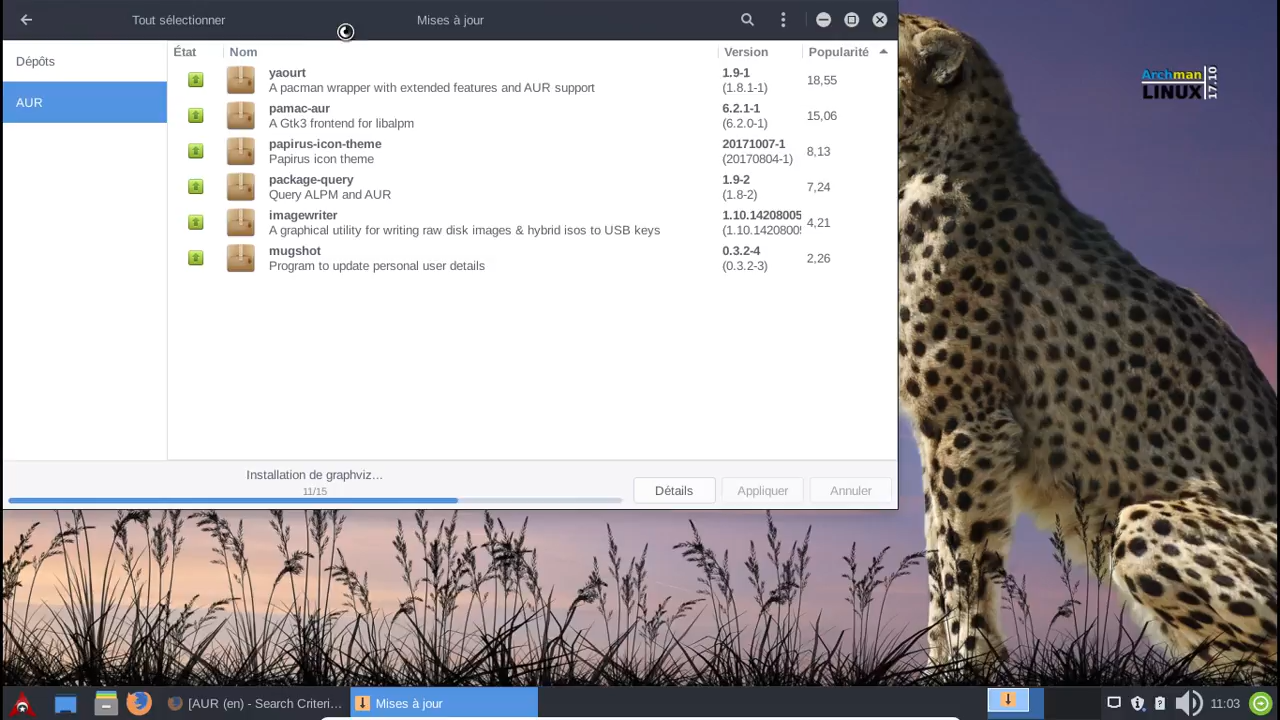 Tout sélectionner
Mises à jour
Dépôts
AUR
État Nom Version Popularité
yaourt 1.9-1
A pacman wrapper with extended features and AUR support (1.8.1-1) 18,55
pamac-aur 6.2.1-1
A Gtk3 frontend for libalpm (6.2.0-1) 15,06
papirus-icon-theme 20171007-1
Papirus icon theme (20170804-1) 8,13
package-query 1.9-2
Query ALPM and AUR (1.8-2) 7,24
imagewriter 1.10.14208005
A graphical utility for writing raw disk images & hybrid isos to USB keys (1.10.1420800 4,21
mugshot 0.3.2-4
Program to update personal user details (0.3.2-3) 2,26
Installation de graphviz...
11/15
Détails
Appliquer
Annuler
Archman
LINUX
17.10
[AUR (en) - Search Criteri...
Mises à jour
11:03